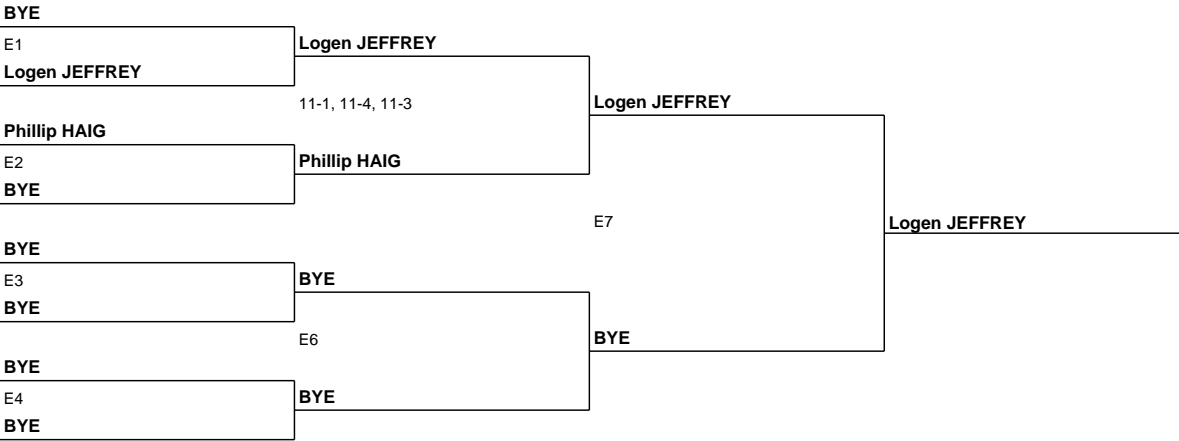 BYE
E1
Logen JEFFREY
Logen JEFFREY
11-1, 11-4, 11-3
Logen JEFFREY
Phillip HAIG
E2
Phillip HAIG
BYE
E7
Logen JEFFREY
BYE
E3
BYE
BYE
E6
BYE
BYE
E4
BYE
BYE